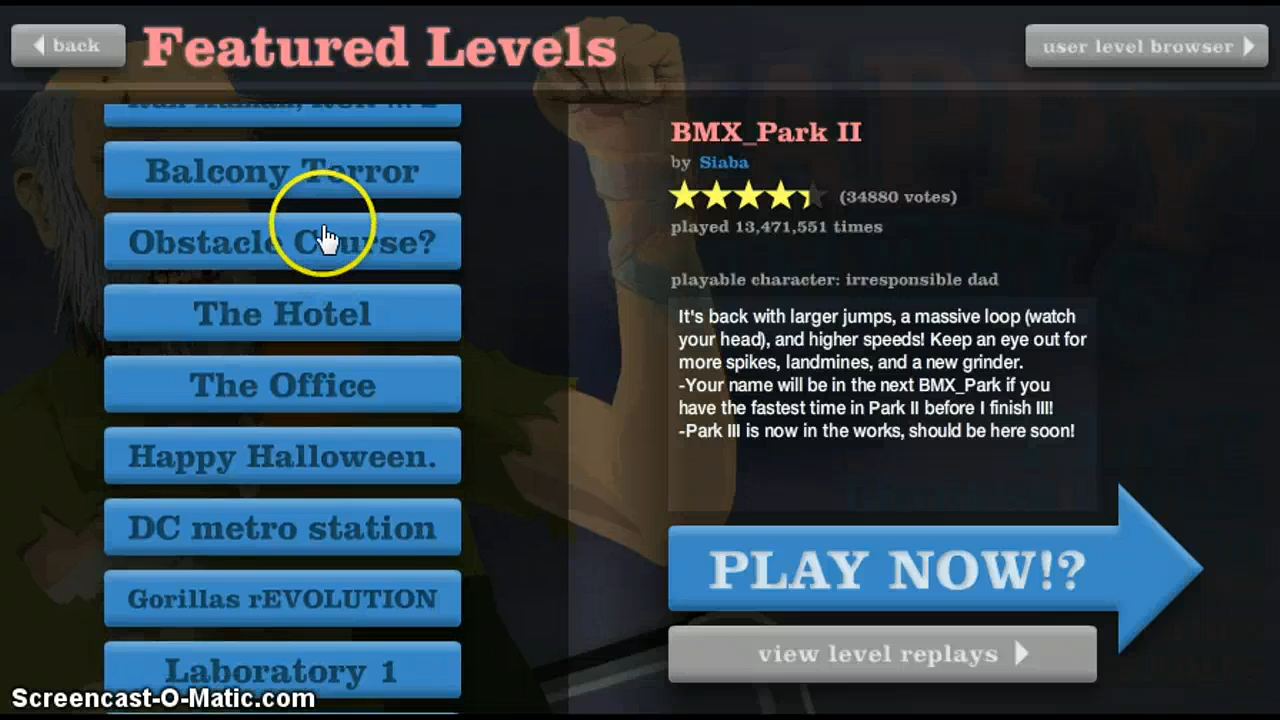 back
Featured Levels
user level browser
Balcony Terror
Obstacle Course?
The Hotel
The Office
Happy Halloween.
DC metro station
Gorillas rEVOLUTION
Laboratory 1
BMX_Park II
by Siaba
(34880 votes)
played 13,471,551 times
playable character: irresponsible dad
It's back with larger jumps, a massive loop (watch
your head), and higher speeds! Keep an eye out for
more spikes, landmines, and a new grinder.
-Your name will be in the next BMX_Park if you
have the fastest time in Park II before I finish III!
-Park III is now in the works, should be here soon!
PLAY NOW!?
view level replays
Screencast-O-Matic.com